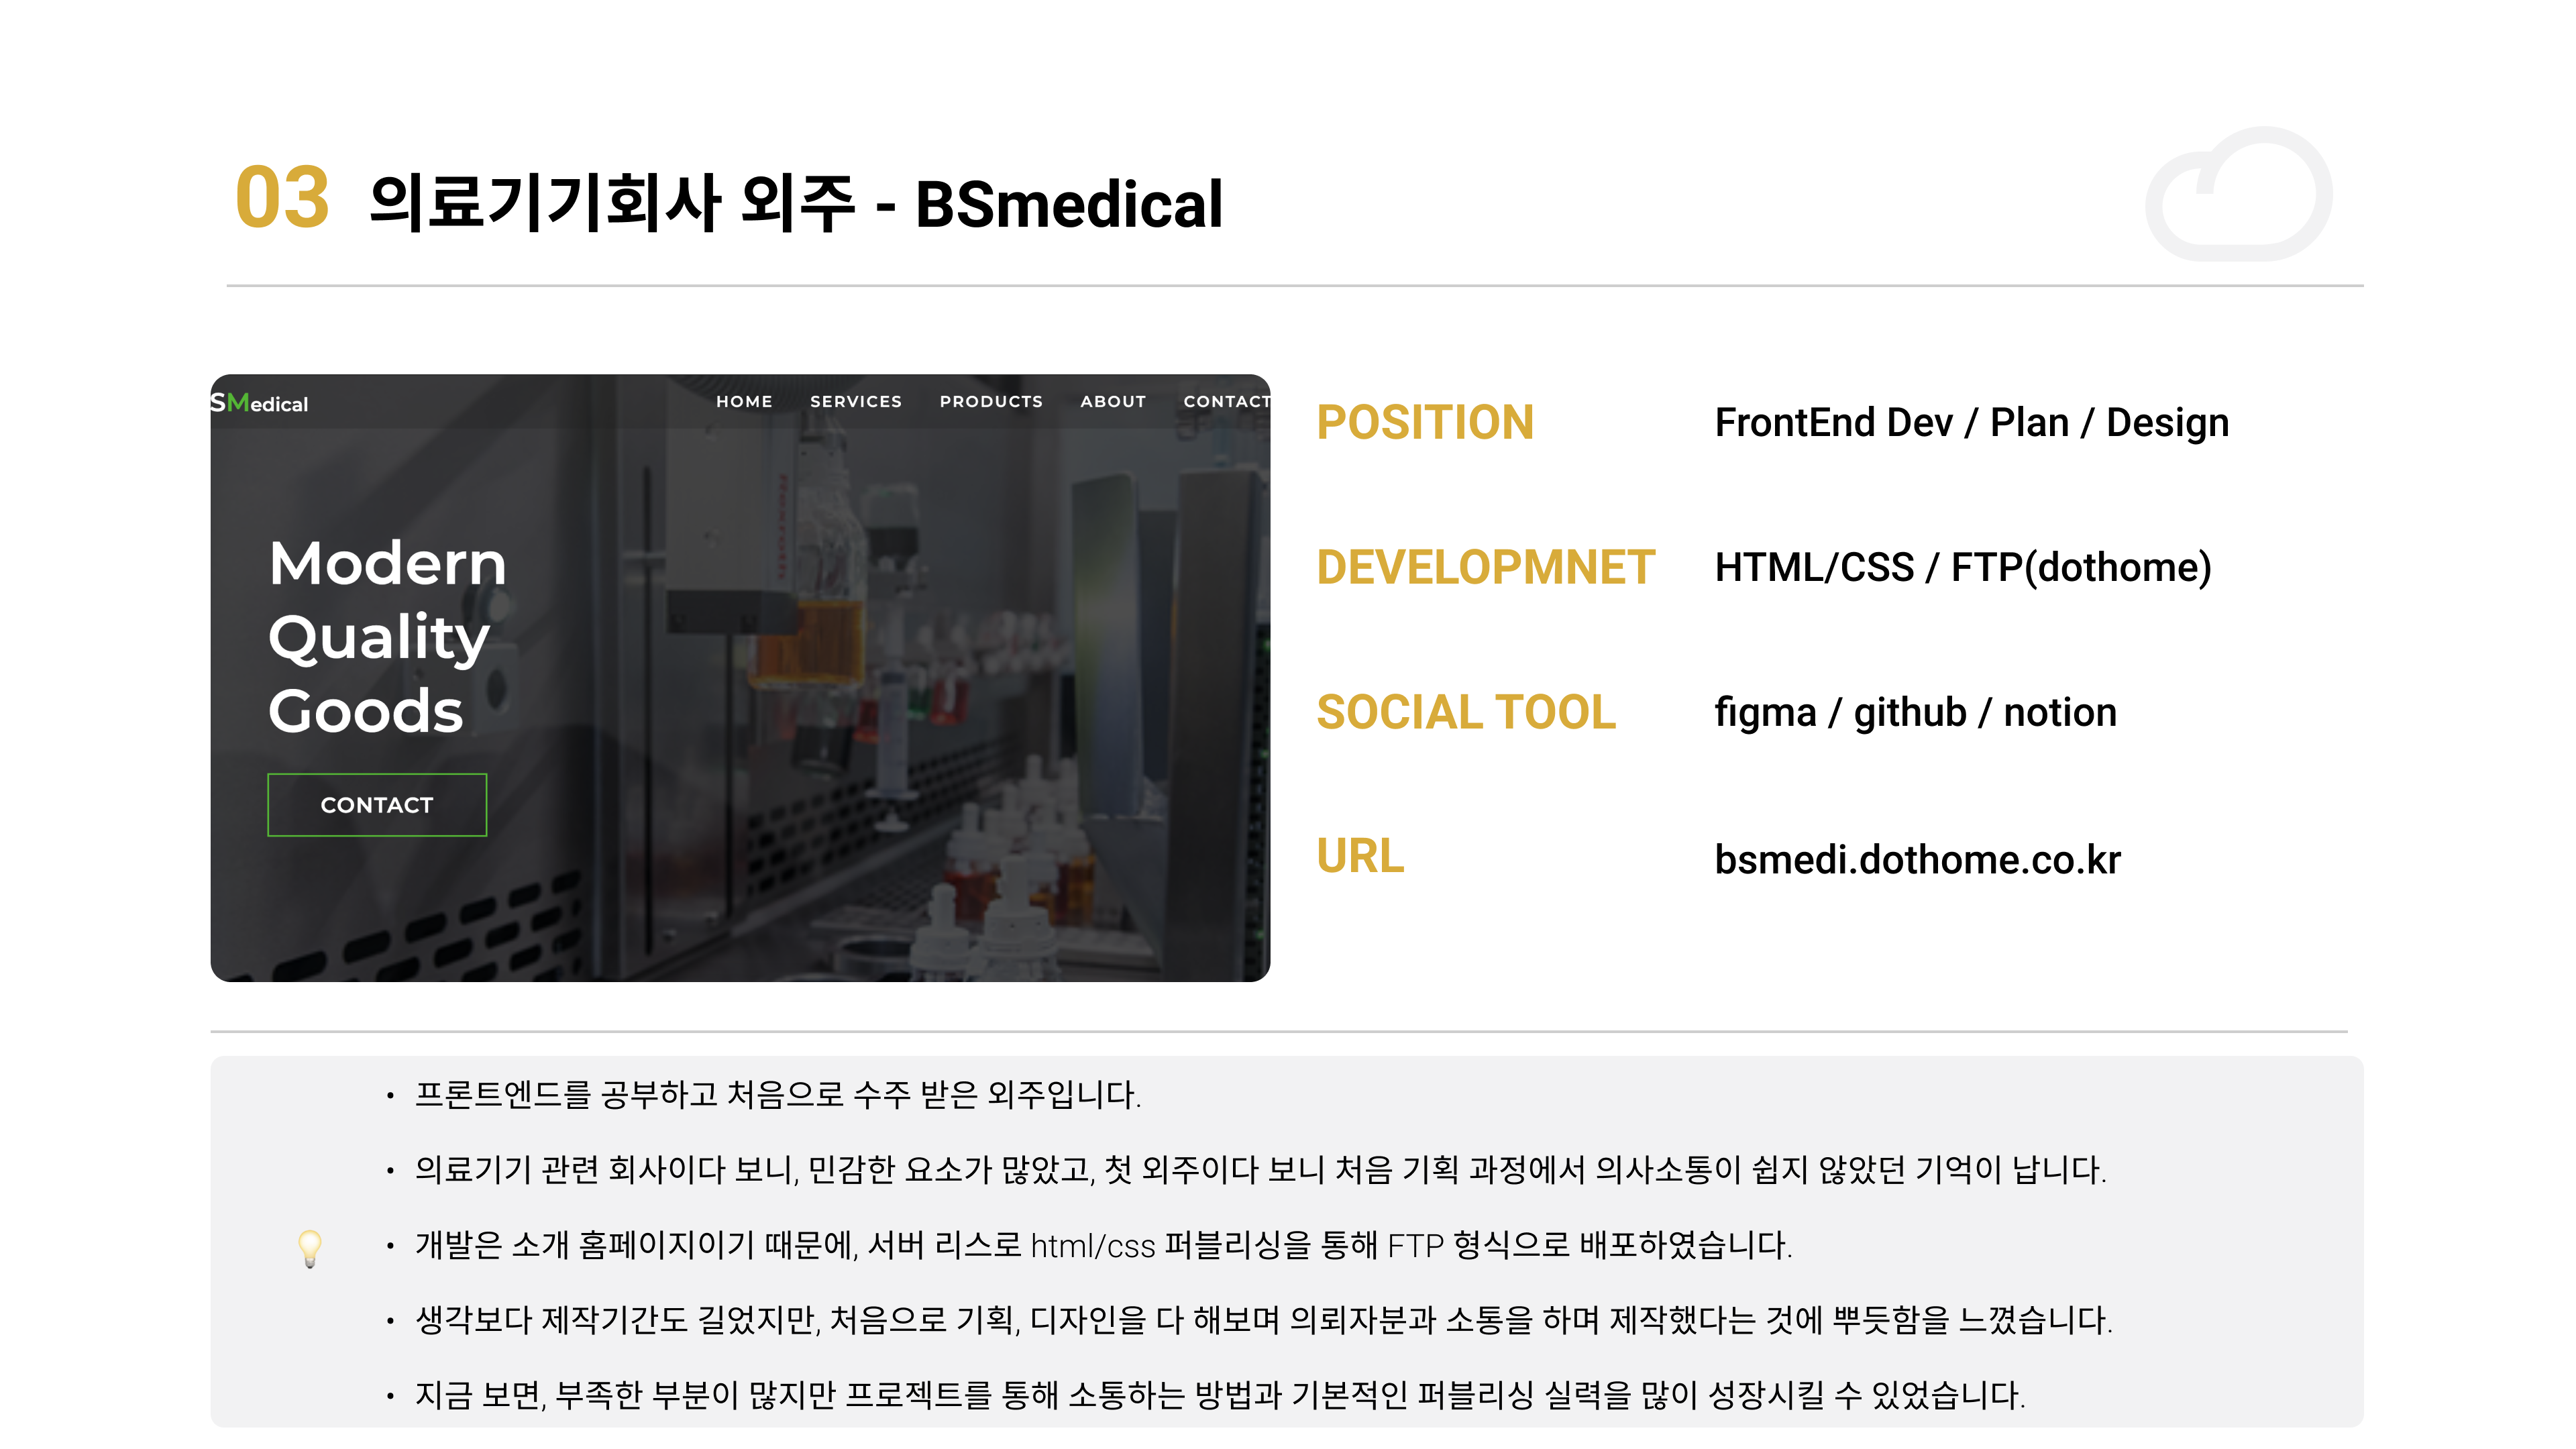 03 의료기기회사 외주 - BSmedical
SMedical
HOME SERVICES PRODUCTS ABOUT CONTACT
Modern
Quality
Goods
CONTACT
POSITION FrontEnd Dev / Plan / Design
DEVELOPMNET HTML/CSS / FTP(dothome)
SOCIAL TOOL figma / github / notion
URL bsmedi.dothome.co.kr
• 프론트엔드를 공부하고 처음으로 수주 받은 외주입니다.
• 의료기기 관련 회사이다 보니, 민감한 요소가 많았고, 첫 외주이다 보니 처음 기획 과정에서 의사소통이 쉽지 않았던 기억이 납니다.
• 개발은 소개 홈페이지이기 때문에, 서버 리스로 html/css 퍼블리싱을 통해 FTP 형식으로 배포하였습니다.
• 생각보다 제작기간도 길었지만, 처음으로 기획, 디자인을 다 해보며 의뢰자분과 소통을 하며 제작했다는 것에 뿌듯함을 느꼈습니다.
• 지금 보면, 부족한 부분이 많지만 프로젝트를 통해 소통하는 방법과 기본적인 퍼블리싱 실력을 많이 성장시킬 수 있었습니다.